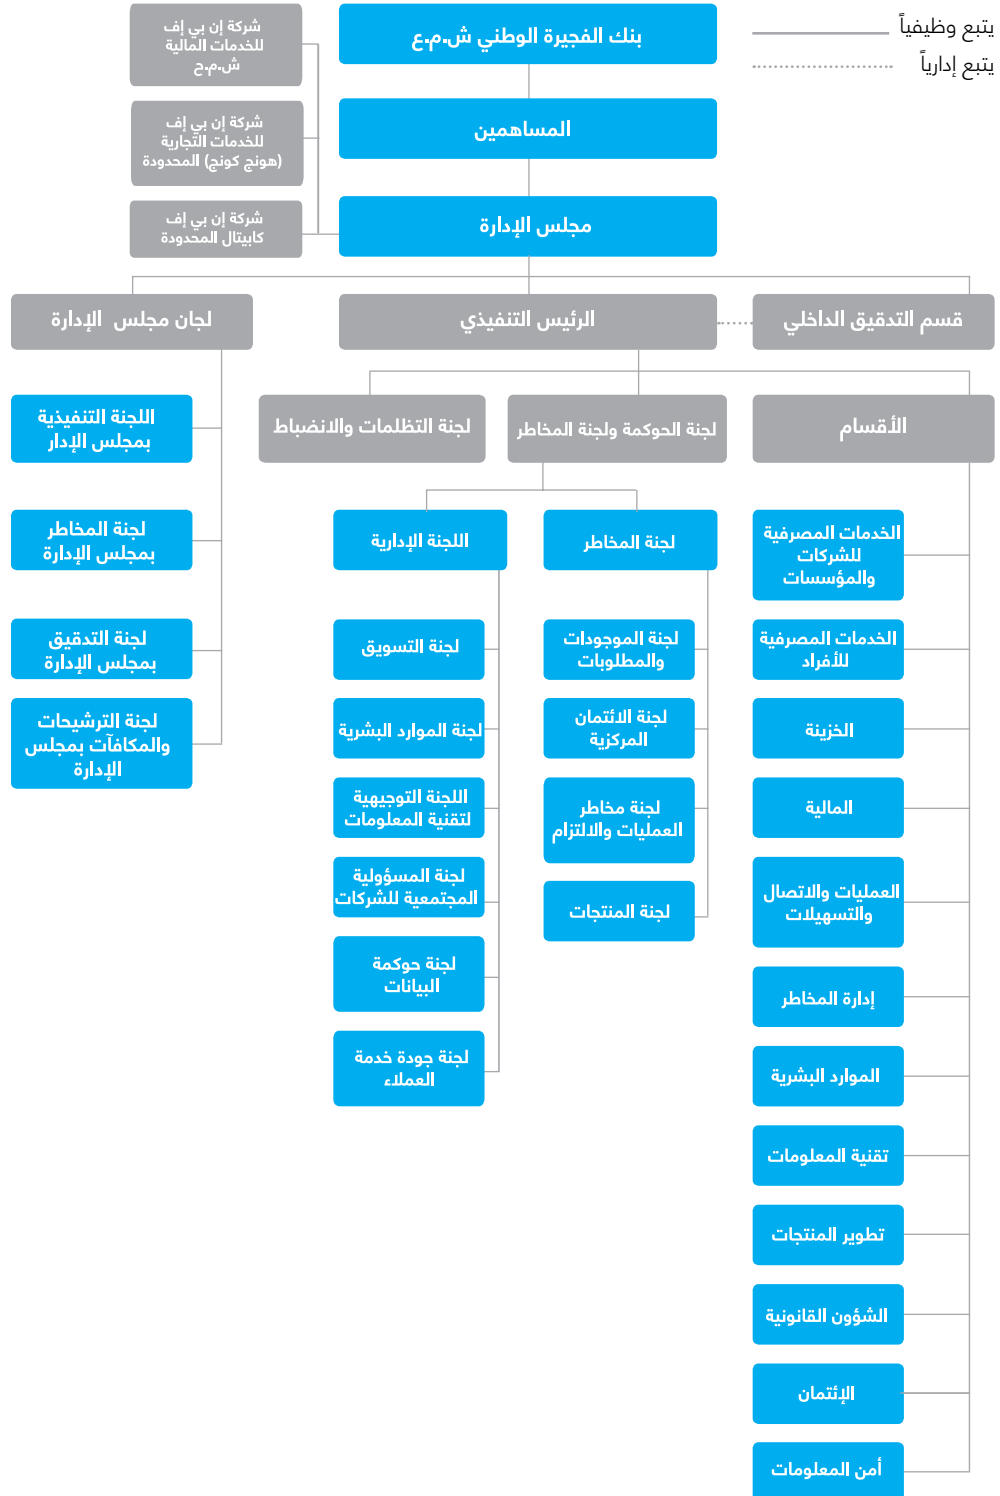 يتبع وظيفياً
يتبع إدارياً
بنك الفجيرة الوطني ش.م.ع
المساهمين
مجلس الإدارة
شركة إن بي إف
للخدمات المالية
ش.م.ح
شركة إن بي إف
للخدمات التجارية
(هونج كونج) المحدودة
شركة إن بي إف
كابيتال المحدودة
قسم التدقيق الداخلي
الرئيس التنفيذي
لجان مجلس الإدارة
الأقسام
لجنة الحوكمة ولجنة المخاطر
لجنة التظلمات والانضباط
الخدمات المصرفية
للشركات
والمؤسسات
الخدمات المصرفية
للأفراد
الخزينة
المالية
العمليات والاتصال
والتسهيلات
إدارة المخاطر
الموارد البشرية
تقنية المعلومات
تطوير المنتجات
الشؤون القانونية
الإئتمان
أمن المعلومات
لجنة المخاطر
لجنة الموجودات
والمطلوبات
لجنة الائتمان
المركزية
لجنة مخاطر
العمليات والالتزام
لجنة المنتجات
اللجنة الإدارية
لجنة التسويق
لجنة الموارد البشرية
اللجنة التوجيهية
لتقنية المعلومات
لجنة المسؤولية
المجتمعية للشركات
لجنة حوكمة
البيانات
لجنة جودة خدمة
العملاء
اللجنة التنفيذية
بمجلس الإدار
لجنة المخاطر
بمجلس الإدارة
لجنة التدقيق
بمجلس الإدارة
لجنة الترشيحات
والمكافآت بمجلس
الإدارة